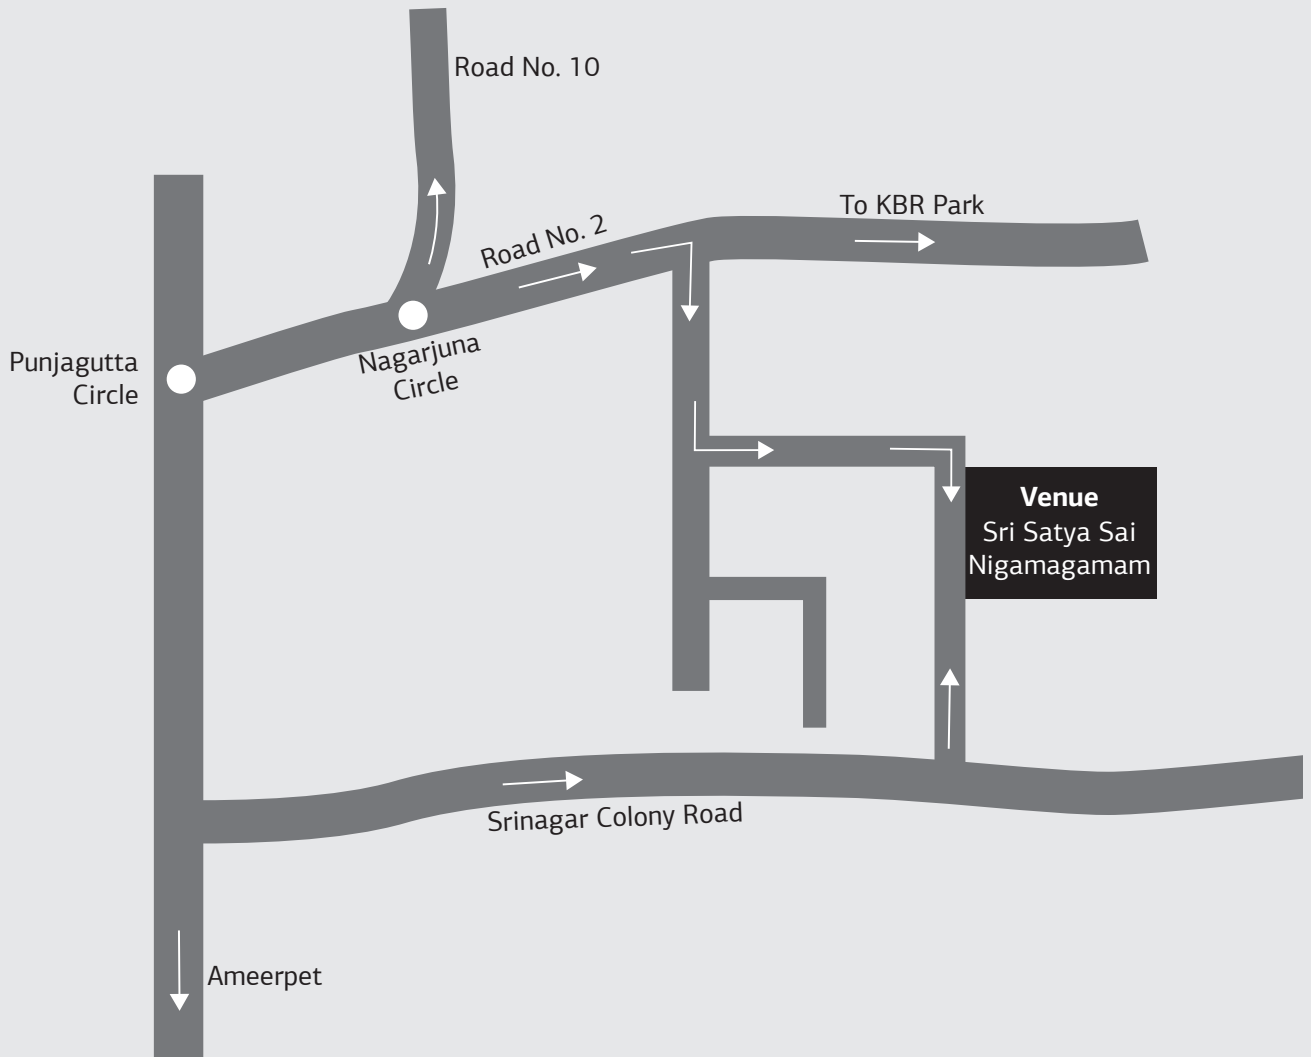 Road No. 10
To KBR Park
Road No. 2
Punjagutta
Circle
Nagarjuna
Circle
Venue
Sri Satya Sai
Nigamagamam
Srinagar Colony Road
Ameerpet